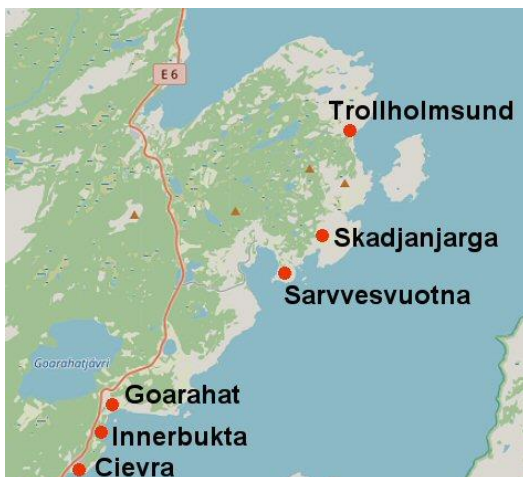 E 6
Trollholmsund
Skadjanjarga
Sarvvesvuotna
Goarahatjávri
Goarahat
Innerbukta
Cievra